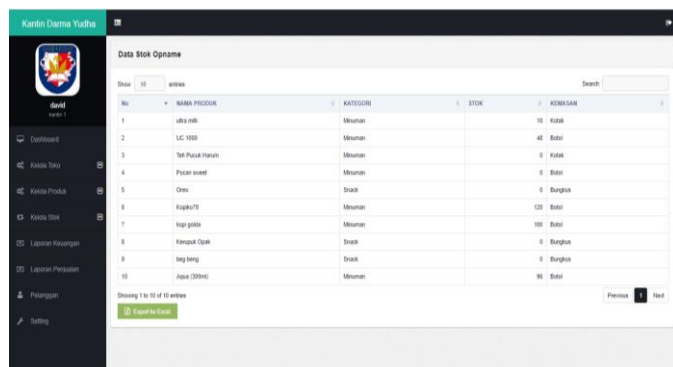 Kantin Darma Yudha
david
kantin 1
Dashboard
Kelola Toko
Kelola Produk
Kelola Stok
Laporan Keuangan
Laporan Penjualan
Pelanggan
Setting
Data Stok Opname
Show 10 entries
Search:
No NAMA PRODUK KATEGORI STOK KEMASAN
1 ultra milk Minuman 10 Kotak
2 UC 1000 Minuman 40 Botol
3 Teh Pucuk Harum Minuman 0 Kotak
4 Pocari sweet Minuman 0 Botol
5 Oreo Snack 0 Bungkus
6 Kopiko78 Minuman 120 Botol
7 kopi golda Minuman 100 Botol
8 Kerupuk Opak Snack 0 Bungkus
9 beg beng Snack 0 Bungkus
10 Aqua (300ml) Minuman 96 Botol
Showing 1 to 10 of 10 entries
Previous 1 Next
Export to Excel